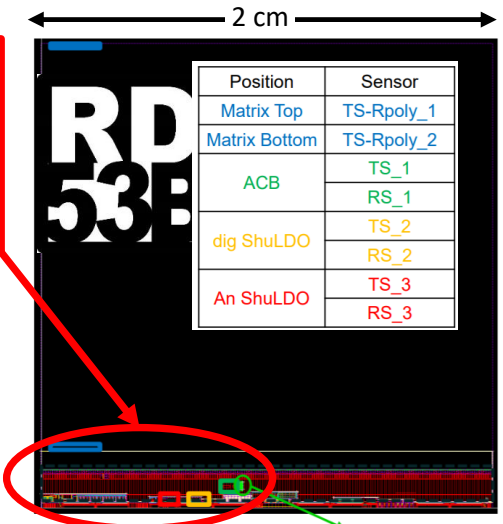 2 cm
RD
53B
Position Sensor
Matrix Top TS-Rpoly_1
Matrix Bottom TS-Rpoly_2
ACB TS_1
RS_1
dig ShuLDO TS_2
RS_2
An ShuLDO TS_3
RS_3